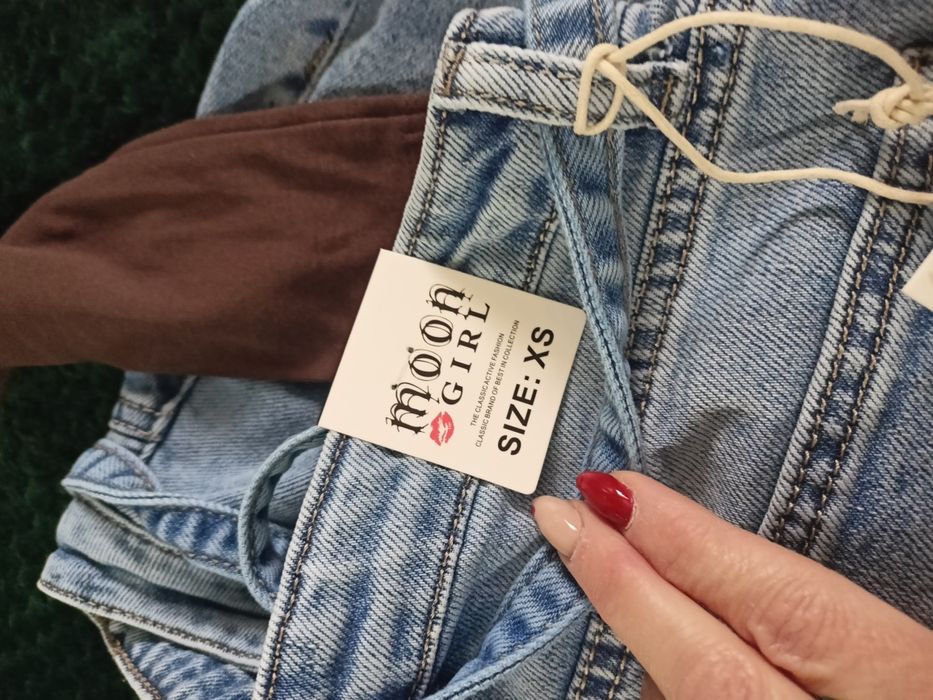 moon
GIRL
THE CLASSIC ACTIVE FASHION
CLASSIC BRAND OF BEST IN COLLECTION
SIZE: XS